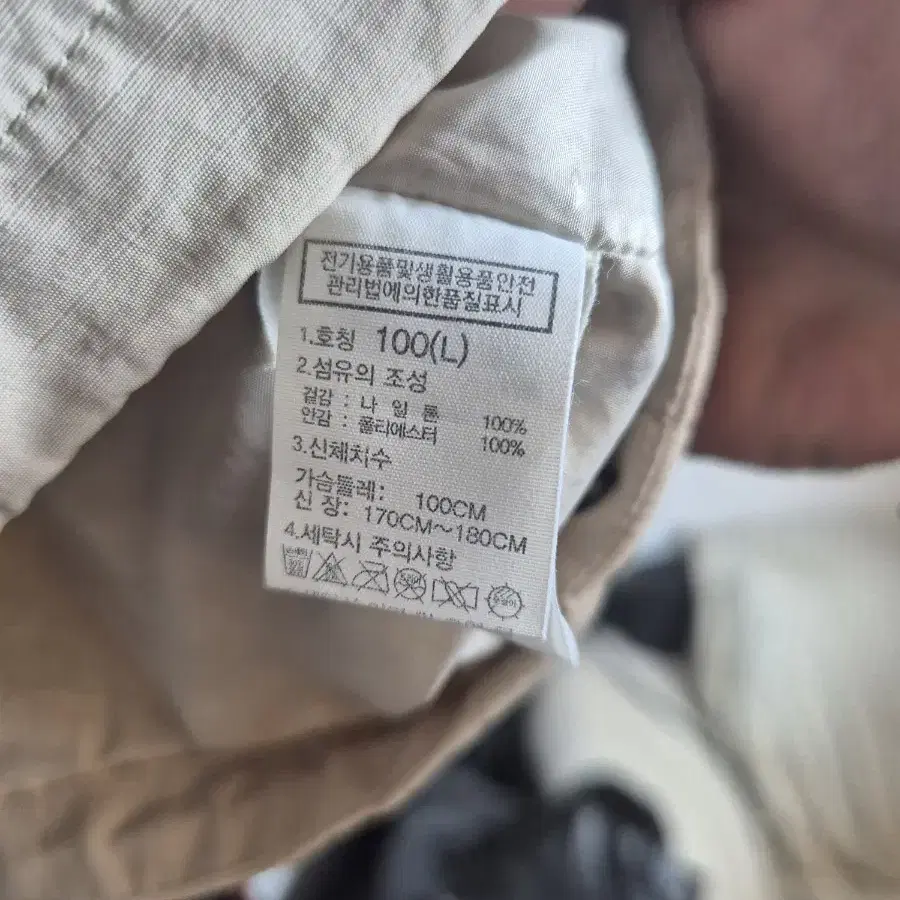 전기용품및생활용품안전
관리법에의한품질표시
1.호칭 100(L)
2.섬유의 조성
겉감 : 나 일 론 100%
안감 : 폴리에스터 100%
3.신체치수
가슴둘레: 100CM
신 장: 170CM~180CM
4.세탁시 주의사항